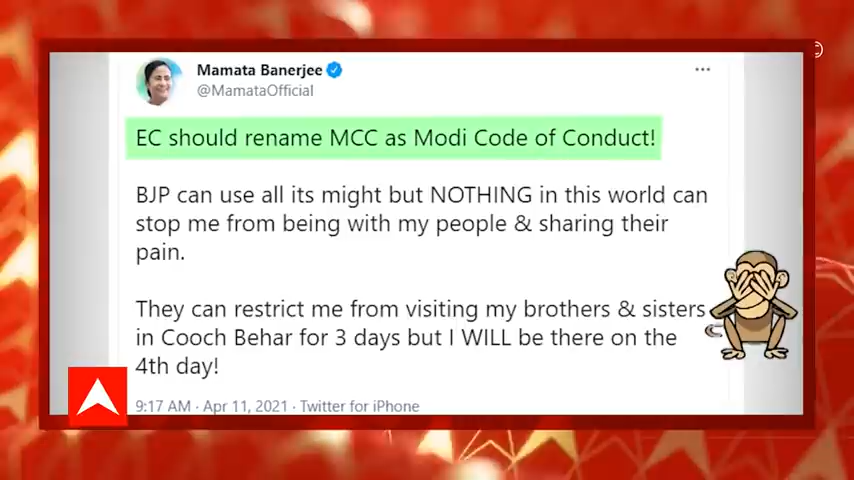 Mamata Banerjee
@MamataOfficial
EC should rename MCC as Modi Code of Conduct!
BJP can use all its might but NOTHING in this world can
stop me from being with my people & sharing their
pain.
They can restrict me from visiting my brothers & sisters
in Cooch Behar for 3 days but I WILL be there on the
4th day!
9:17 AM · Apr 11, 2021 · Twitter for iPhone